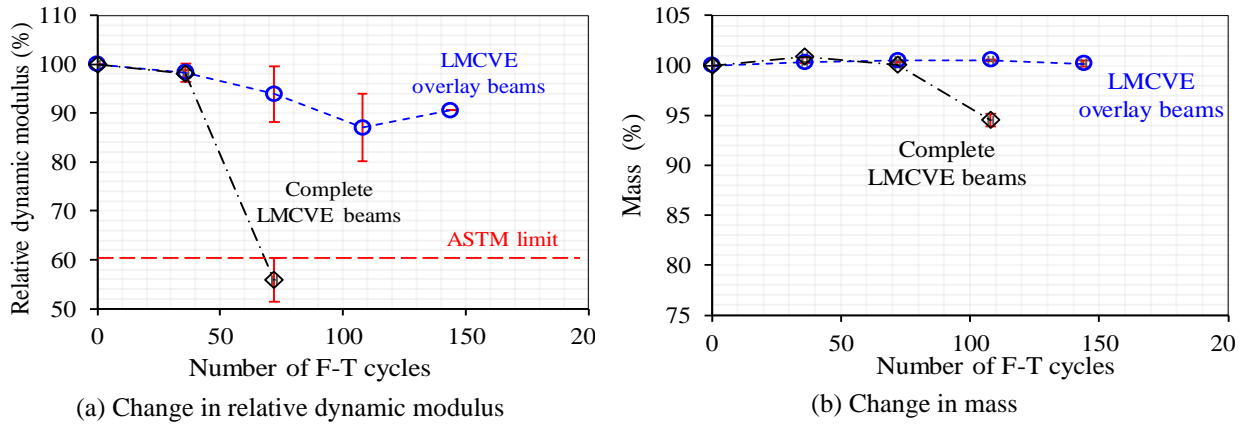 110
100
90
80
70
60
50
0
50
100
150
20
Relative dynamic modulus (%)
Number of F-T cycles
LMCVE
overlay beams
Complete
LMCVE beams
ASTM limit
(a) Change in relative dynamic modulus
105
100
95
90
85
80
75
0
50
100
150
20
Mass (%)
Number of F-T cycles
LMCVE
overlay beams
Complete
LMCVE beams
(b) Change in mass